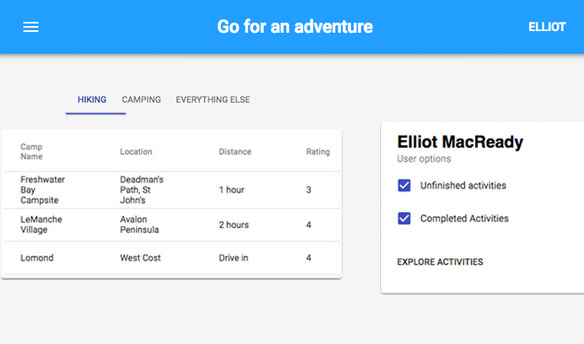 Go for an adventure
ELLIOT
HIKING CAMPING EVERYTHING ELSE
Camp
Name
Location
Distance
Rating
Freshwater
Bay
Campsite
Deadman's
Path, St
John's
1 hour
3
LeManche
Village
Avalon
Peninsula
2 hours
4
Lomond
West Cost
Drive in
4
Elliot MacReady
User options
Unfinished activities
Completed Activities
EXPLORE ACTIVITIES